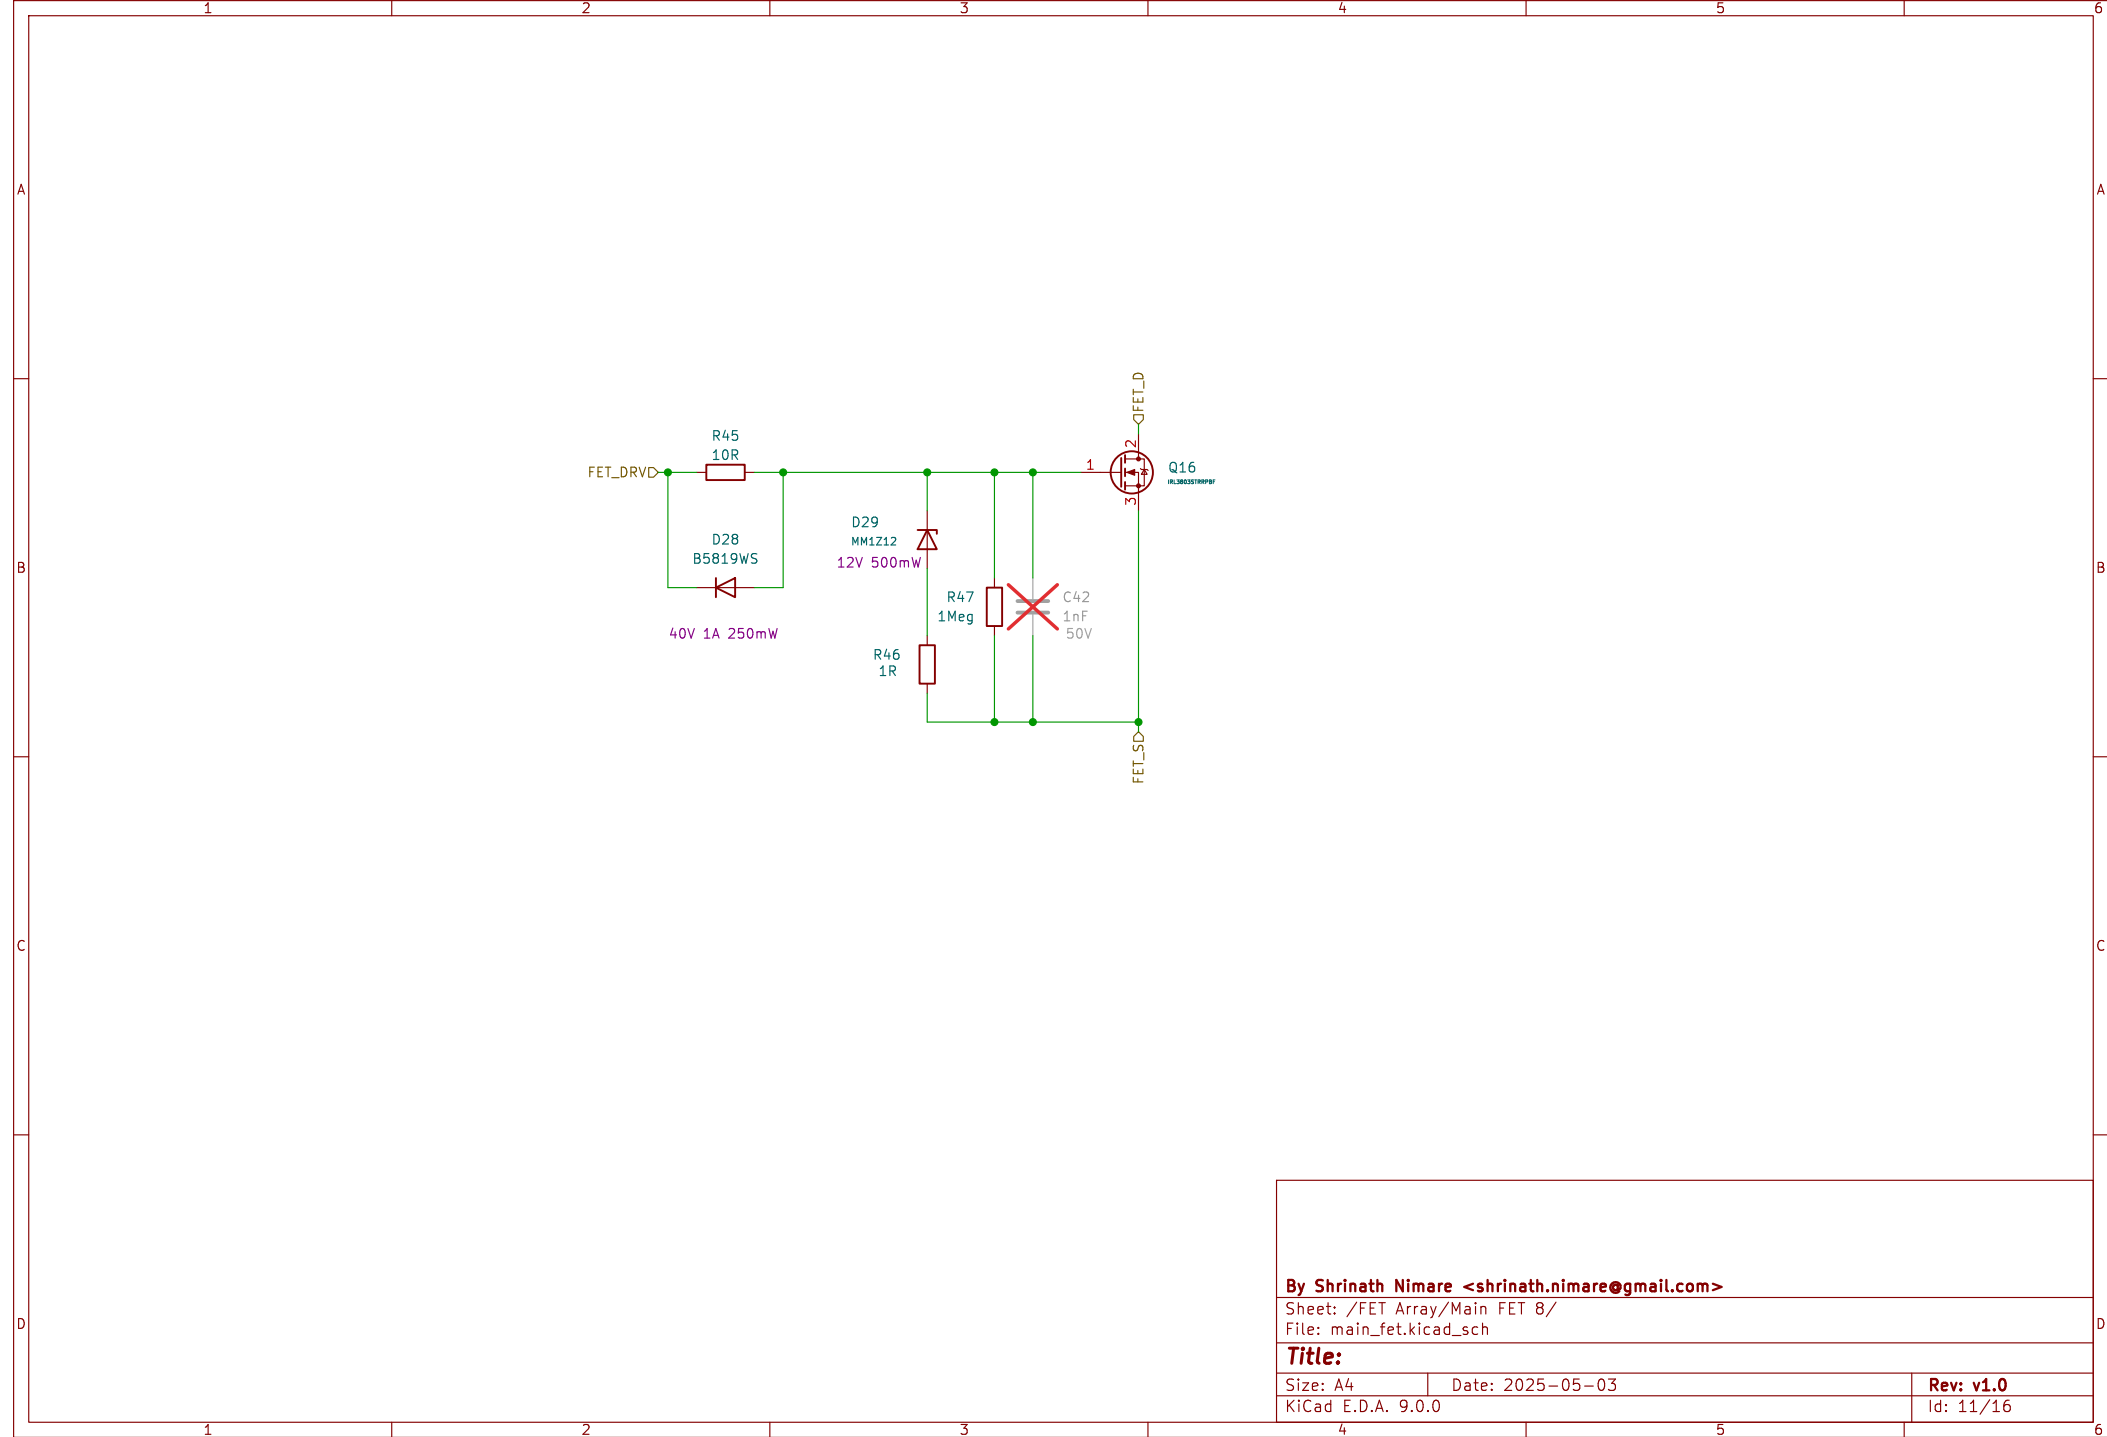 1 2 3 4 5 6
A A
FET_D
2
R45
10R
FET_DRV
1
Q16
IRL3803STRRPBF
3
D29
MM1Z12
12V 500mW
D28
B5819WS
B B
R47
1Meg
C42
1nF
50V
40V 1A 250mW
R46
1R
FET_S
C C
By Shrinath Nimare <shrinath.nimare@gmail.com>
Sheet: /FET Array/Main FET 8/
File: main_fet.kicad_sch
D D
Title:
Size: A4 Date: 2025-05-03 Rev: v1.0
KiCad E.D.A. 9.0.0 Id: 11/16
1 2 3 4 5 6